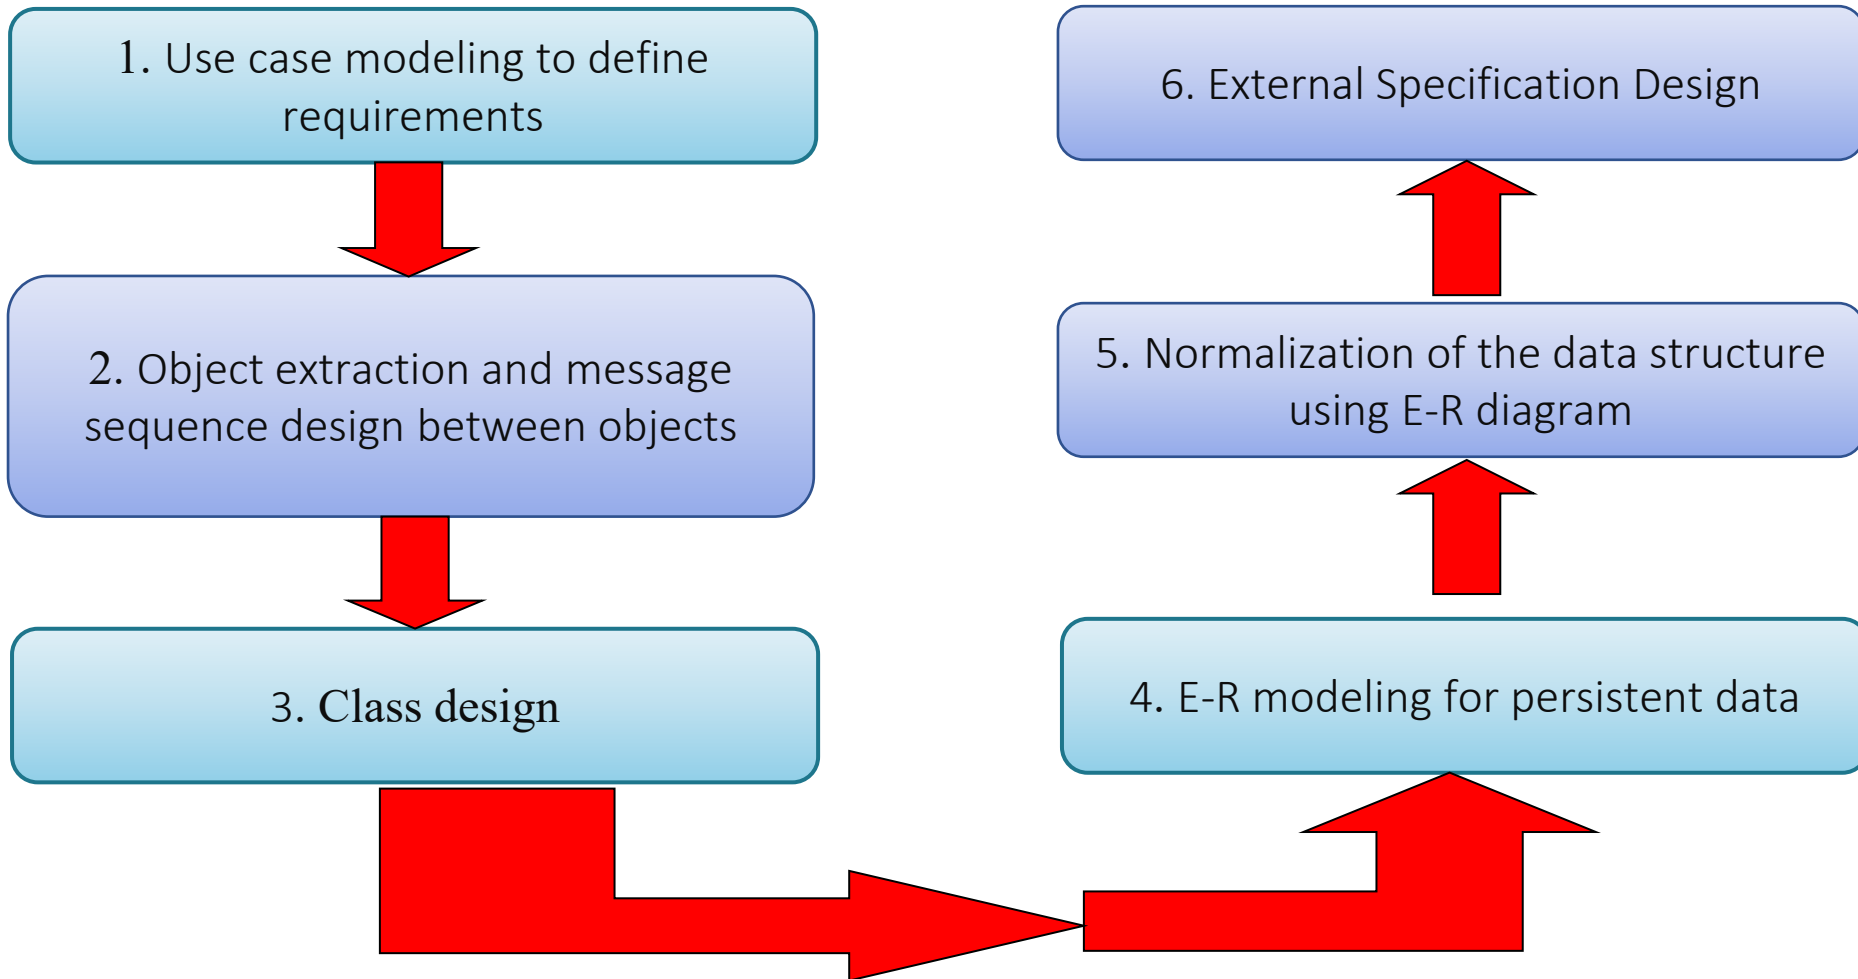 1. Use case modeling to define
requirements
2. Object extraction and message
sequence design between objects
3. Class design
4. E-R modeling for persistent data
5. Normalization of the data structure
using E-R diagram
6. External Specification Design